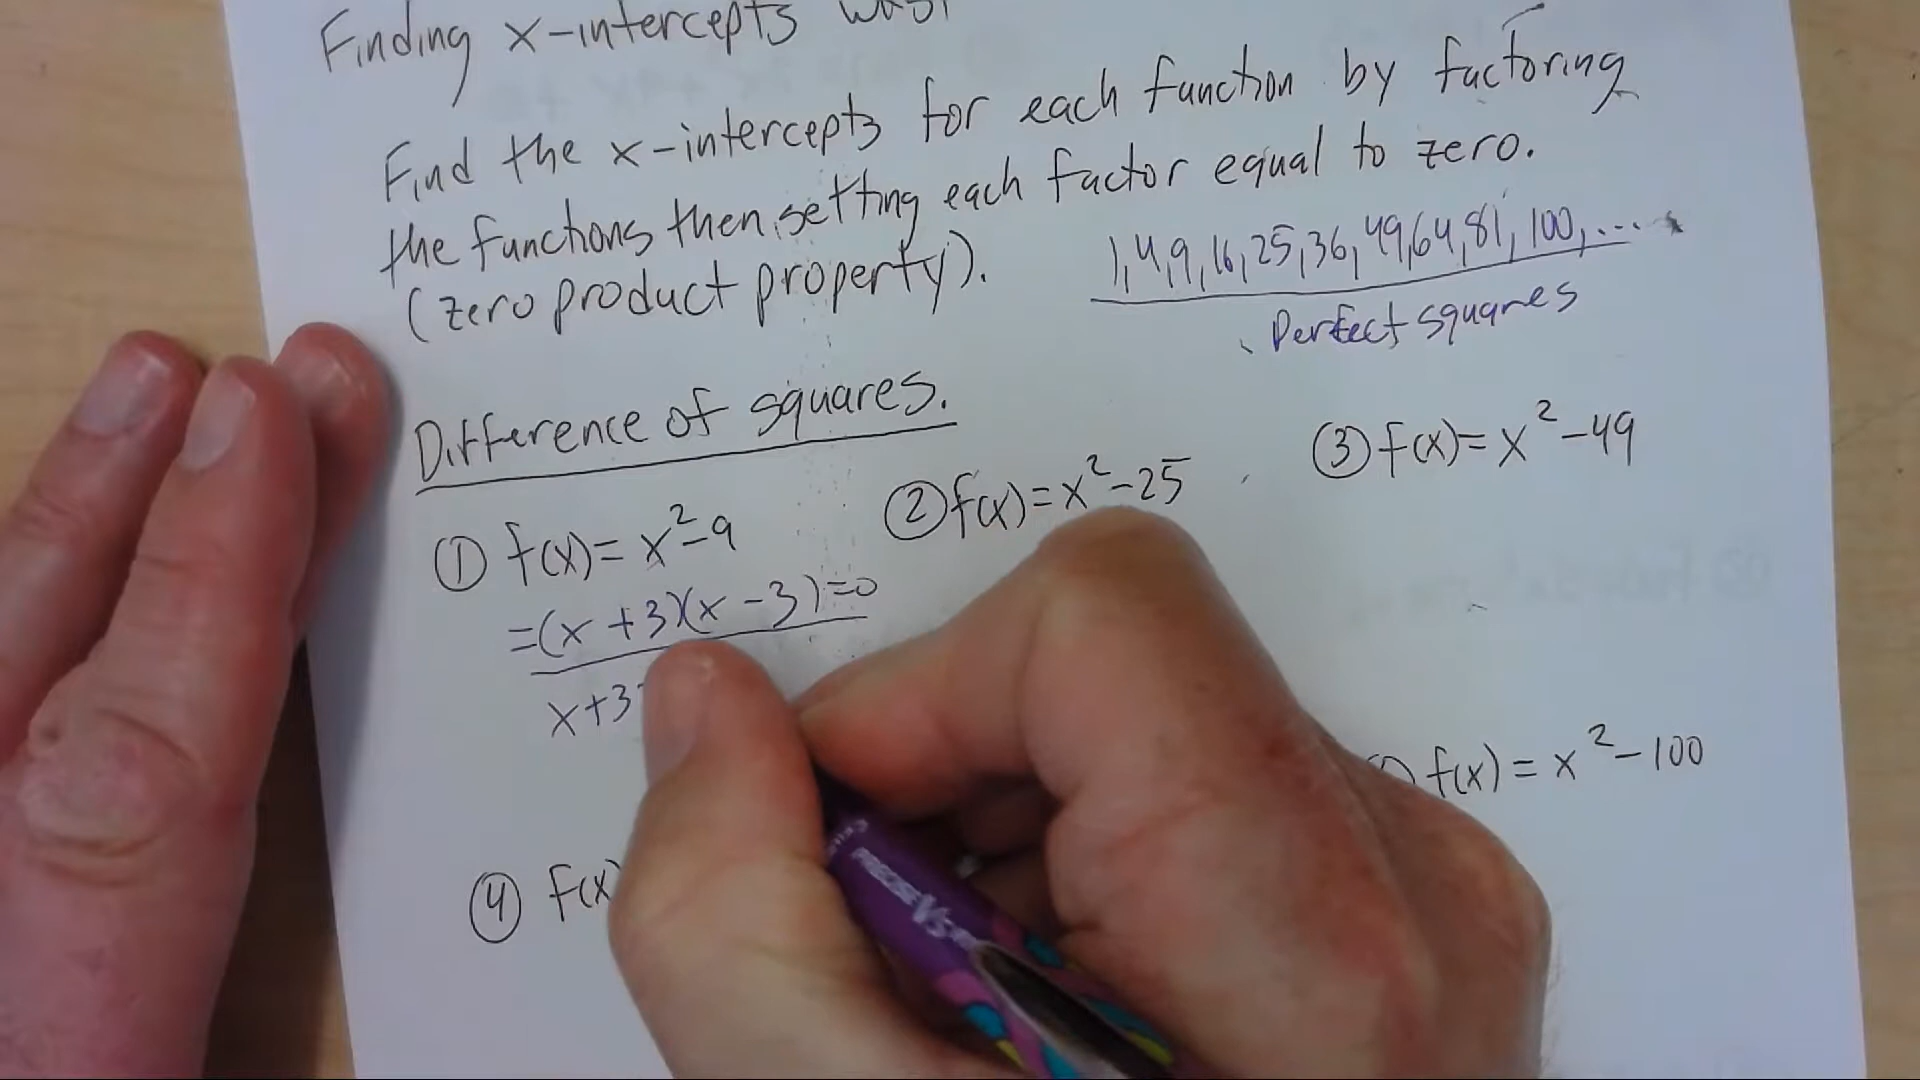 Finding x-intercepts
Find the x-intercepts for each function by factoring
the functions then setting each factor equal to zero.
(zero product property).
1,4,9,16,25,36,49,64,81,100,...
Perfect squares
Difference of squares.
① f(x)= x²-9
=(x+3)(x-3)=0
x+3
② f(x)=x²-25
③ f(x)= x²-49
④ f(x)
f(x) = x²-100